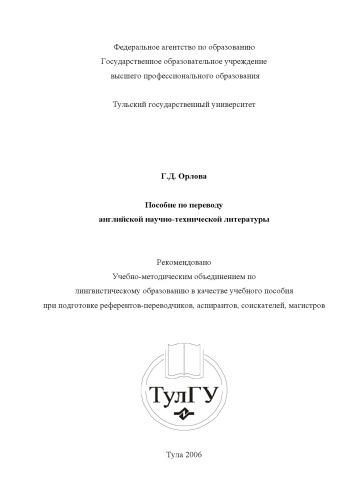 Федеральное агентство по образованию
Государственное образовательное учреждение
высшего профессионального образования
Тульский государственный университет
Г.Д. Орлова
Пособие по переводу
английской научно-технической литературы
Рекомендовано
Учебно-методическим объединением по
лингвистическому образованию в качестве учебного пособия
при подготовке референтов-переводчиков, аспирантов, соискателей, магистров
ТулГУ
Тула 2006